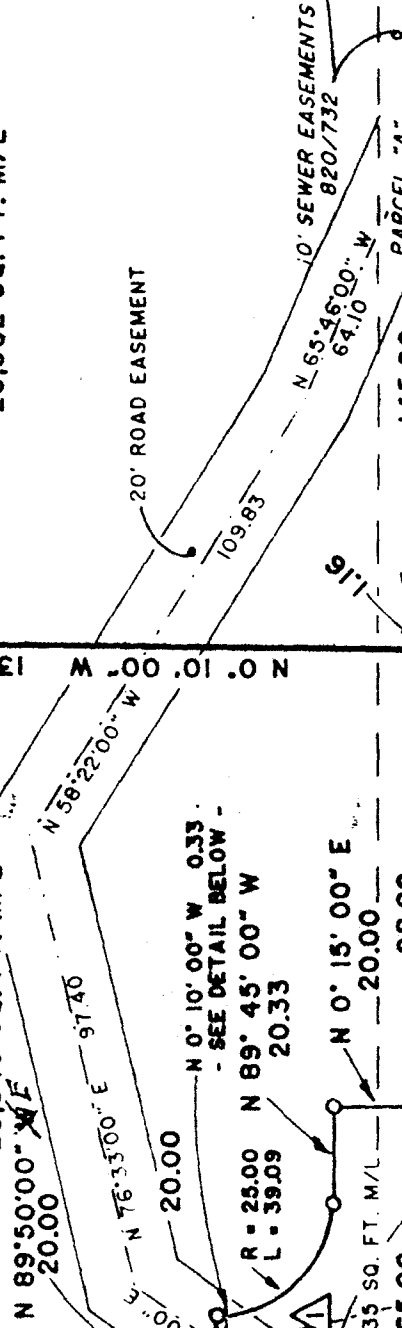 10' SEWER EASEMENTS
820/732
PARCEL "A"
20' ROAD EASEMENT
N 65°46'00" W
64.10
109.83
1.16
N 0° 10' 00" W
N 58°22'00" W
N 0° 10' 00" W 0.33
- SEE DETAIL BELOW -
N 89° 45' 00" W
20.33
N 0° 15' 00" E
20.00
97.40
N 76°33'00" E
N 89°50'00" E
20.00
20.00
R = 25.00
L = 39.09
SQ. FT. M/L
1